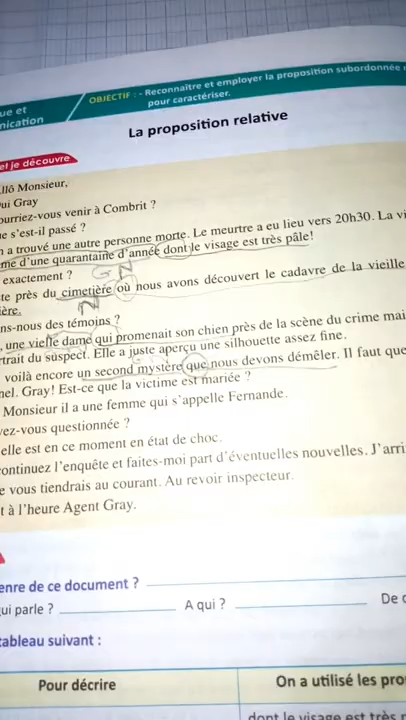 ue et
nication
OBJECTIF : - Reconnaître et employer la proposition subordonnée
pour caractériser.
La proposition relative
et je découvre
llô Monsieur,
ui Gray
ourriez-vous venir à Combrit ?
ue s'est-il passé ?
n a trouvé une autre personne morte. Le meurtre a eu lieu vers 20h30. La vi
me d'une quarantaine d'année dont le visage est très pâle!
exactement ?
GN
te près du cimetière où nous avons découvert le cadavre de la vieille
ière.
N
ns-nous des témoins ?
, une vieille dame qui promenait son chien près de la scène du crime mai
rtrait du suspect. Elle a juste aperçu une silhouette assez fine.
voilà encore un second mystère que nous devons démêler. Il faut que
nel. Gray! Est-ce que la victime est mariée ?
Monsieur il a une femme qui s'appelle Fernande.
vez-vous questionnée ?
elle est en ce moment en état de choc.
continuez l'enquête et faites-moi part d'éventuelles nouvelles. J'arri
e vous tiendrais au courant. Au revoir inspecteur.
t à l'heure Agent Gray.
enre de ce document ?
ui parle ? A qui ? De
tableau suivant :
Pour décrire On a utilisé les pro
dont le visage est très